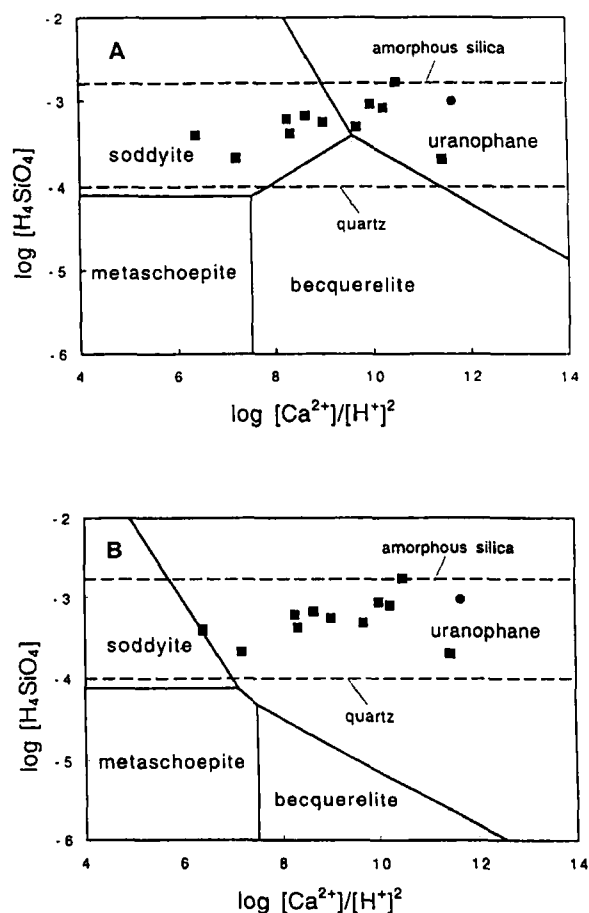 A
-2
-3
-4
-5
-6
log [H₄SiO₄]
amorphous silica
soddyite
uranophane
quartz
metaschoepite
becquerelite
4 6 8 10 12 14
log [Ca²⁺]/[H⁺]²
B
-2
-3
-4
-5
-6
log [H₄SiO₄]
amorphous silica
soddyite
uranophane
quartz
metaschoepite
becquerelite
4 6 8 10 12 14
log [Ca²⁺]/[H⁺]²